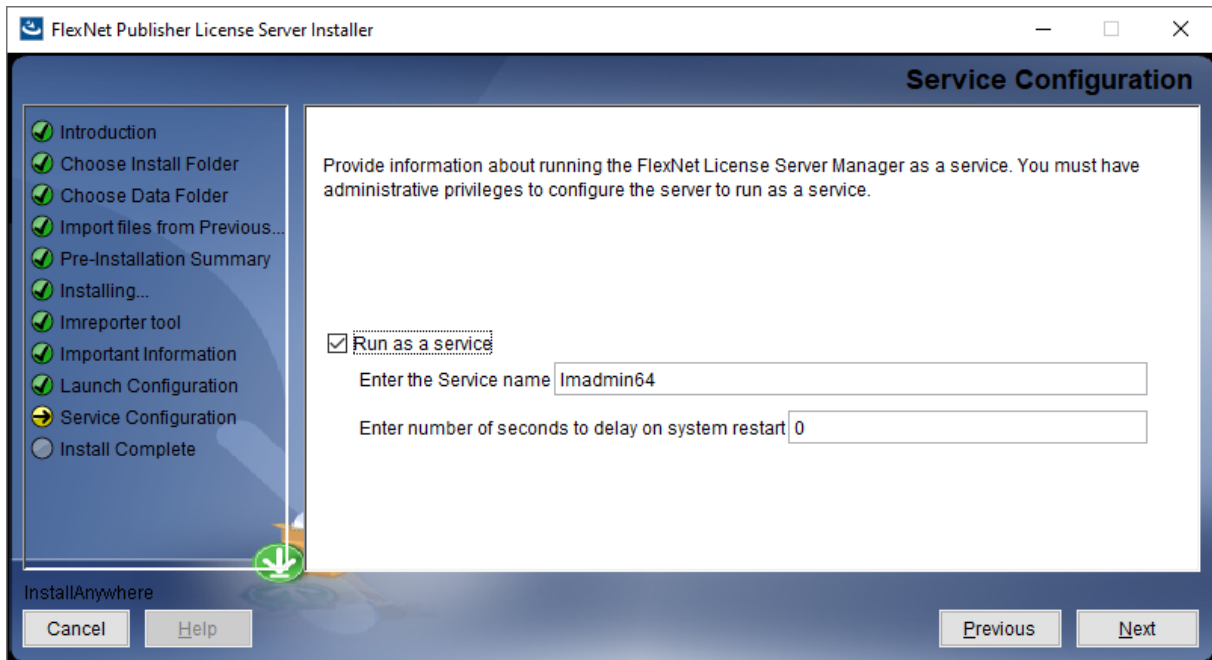 FlexNet Publisher License Server Installer
Service Configuration
Introduction
Choose Install Folder
Choose Data Folder
Import files from Previous...
Pre-Installation Summary
Installing...
lmreporter tool
Important Information
Launch Configuration
Service Configuration
Install Complete
Provide information about running the FlexNet License Server Manager as a service. You must have
administrative privileges to configure the server to run as a service.
Run as a service
Enter the Service name lmadmin64
Enter number of seconds to delay on system restart 0
InstallAnywhere
Cancel Help Previous Next